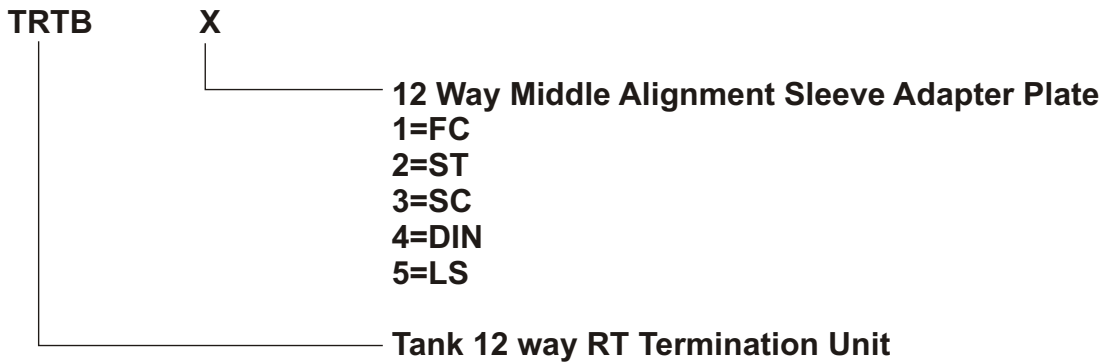 TRTB X
12 Way Middle Alignment Sleeve Adapter Plate
1=FC
2=ST
3=SC
4=DIN
5=LS
Tank 12 way RT Termination Unit